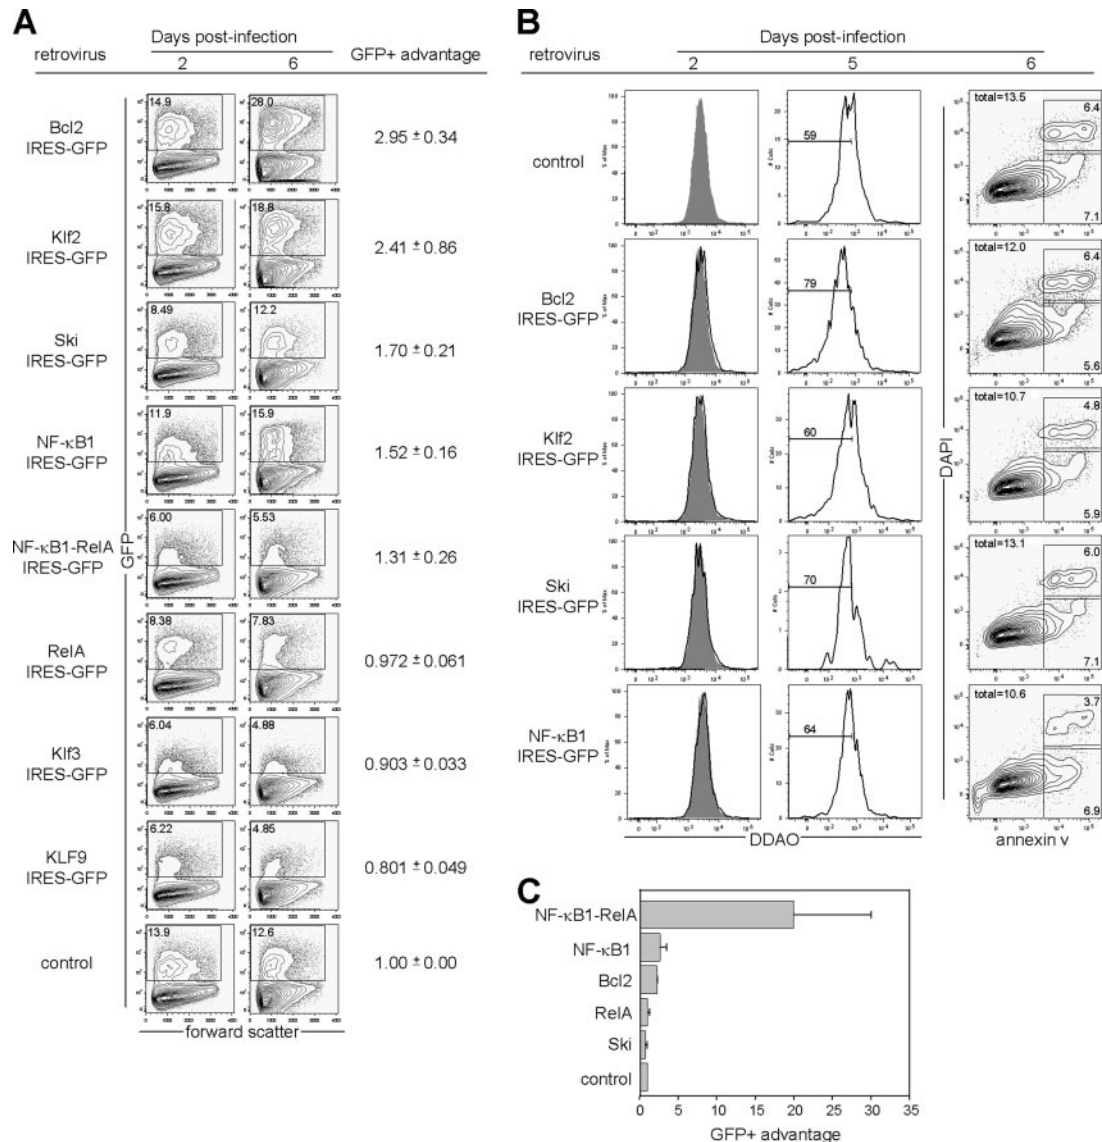 A
Days post-infection
retrovirus 2 6 GFP+ advantage
Bcl2
IRES-GFP
14.9 28.0
2.95 ± 0.34
Klf2
IRES-GFP
15.8 18.8
2.41 ± 0.86
Ski
IRES-GFP
8.49 12.2
1.70 ± 0.21
NF-κB1
IRES-GFP
11.9 15.9
1.52 ± 0.16
NF-κB1-RelA
IRES-GFP
6.00 5.53
1.31 ± 0.26
RelA
IRES-GFP
8.38 7.83
0.972 ± 0.061
Klf3
IRES-GFP
6.04 4.88
0.903 ± 0.033
KLF9
IRES-GFP
6.22 4.85
0.801 ± 0.049
control
13.9 12.6
1.00 ± 0.00
GFP
forward scatter
B
Days post-infection
retrovirus 2 5 6
control
59
total=13.5
6.4
7.1
Bcl2
IRES-GFP
79
total=12.0
6.4
5.6
Klf2
IRES-GFP
60
total=10.7
4.8
5.9
Ski
IRES-GFP
70
total=13.1
6.0
7.1
NF-κB1
IRES-GFP
64
total=10.6
3.7
6.9
% of Max
# Cells
DAPI
DDAO
annexin v
C
NF-κB1-RelA
NF-κB1
Bcl2
RelA
Ski
control
0 5 10 15 20 25 30 35
GFP+ advantage